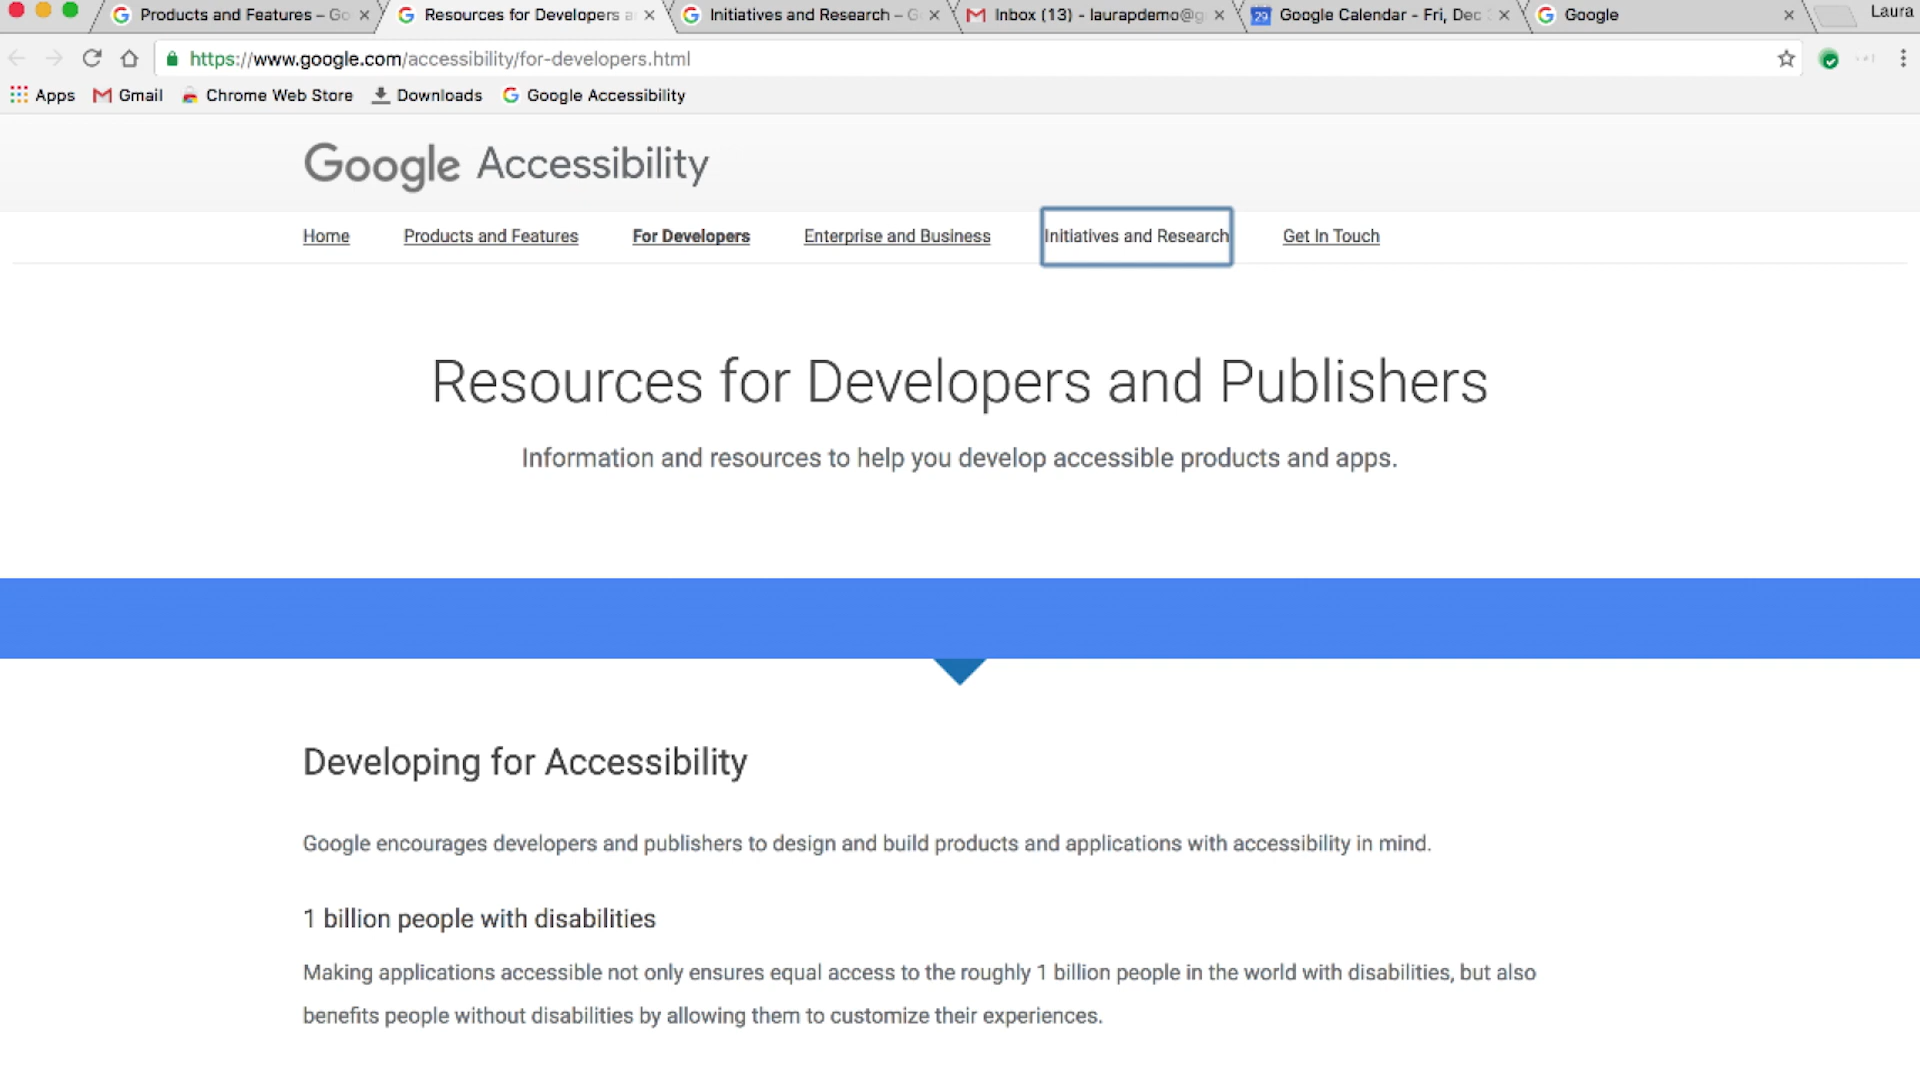 Products and Features – Go
Resources for Developers a
Initiatives and Research – G
Inbox (13) - laurapdemo@g
Google Calendar - Fri, Dec
Google
Laura
https://www.google.com/accessibility/for-developers.html
Apps
Gmail
Chrome Web Store
Downloads
Google Accessibility
Google Accessibility
Home
Products and Features
For Developers
Enterprise and Business
Initiatives and Research
Get In Touch
Resources for Developers and Publishers
Information and resources to help you develop accessible products and apps.
Developing for Accessibility
Google encourages developers and publishers to design and build products and applications with accessibility in mind.
1 billion people with disabilities
Making applications accessible not only ensures equal access to the roughly 1 billion people in the world with disabilities, but also
benefits people without disabilities by allowing them to customize their experiences.